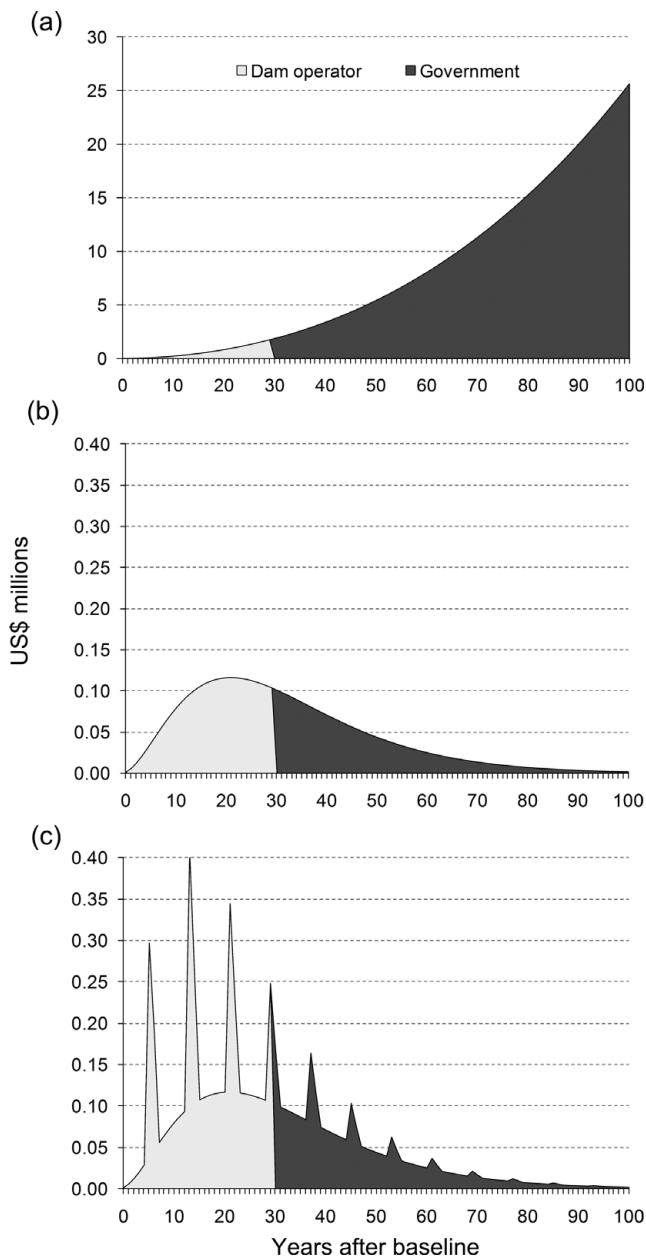 (a)
30
25
20
15
10
5
0
Dam operator Government
0 10 20 30 40 50 60 70 80 90 100
(b)
0.40
0.35
0.30
0.25
0.20
0.15
0.10
0.05
0.00
0 10 20 30 40 50 60 70 80 90 100
US$ millions
(c)
0.40
0.35
0.30
0.25
0.20
0.15
0.10
0.05
0.00
0 10 20 30 40 50 60 70 80 90 100
Years after baseline